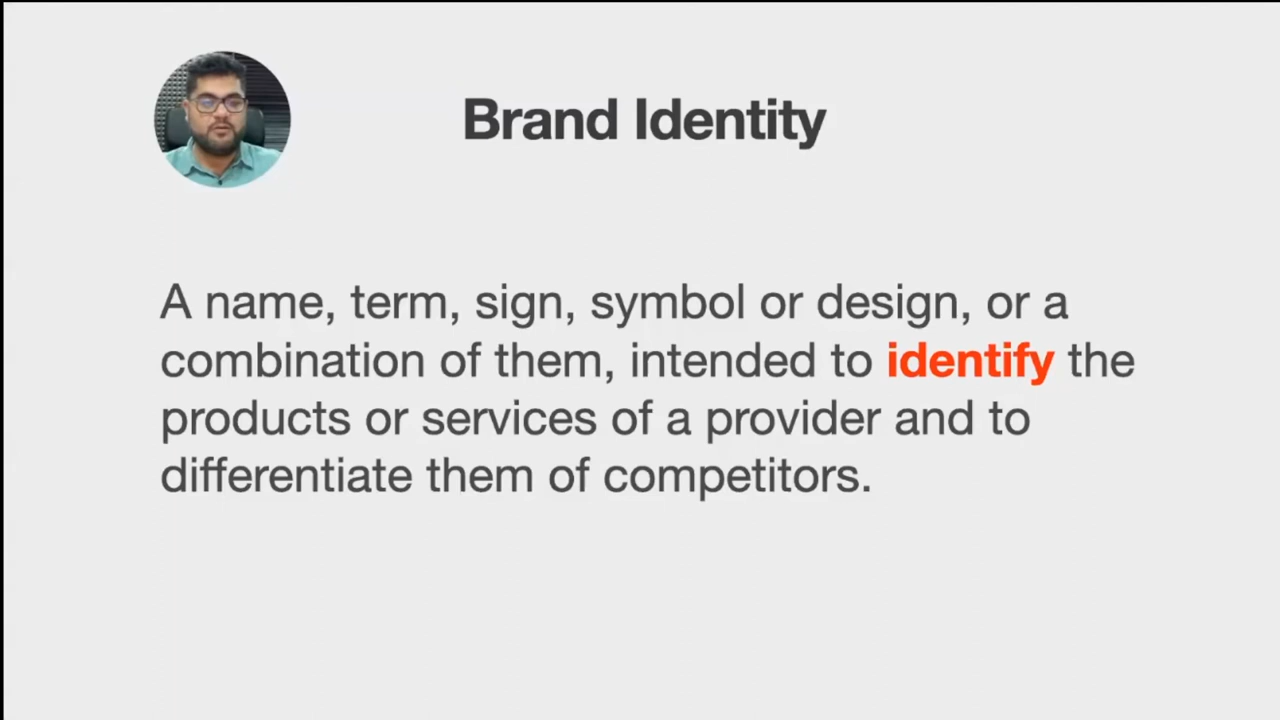 Brand Identity
A name, term, sign, symbol or design, or a
combination of them, intended to identify the
products or services of a provider and to
differentiate them of competitors.